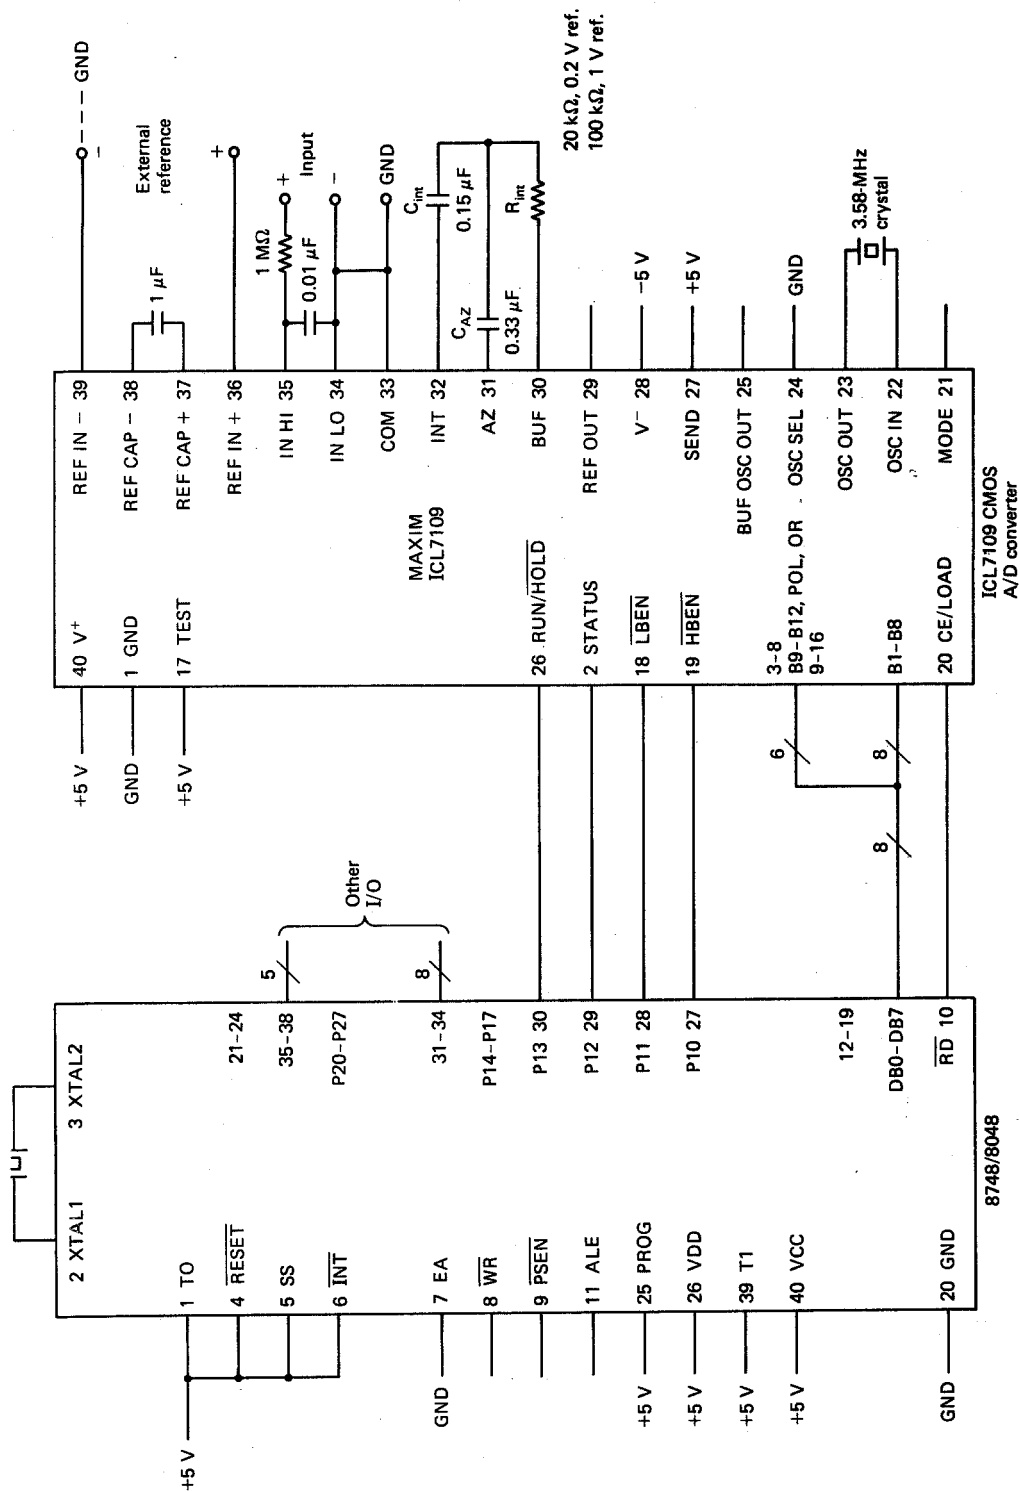 2 XTAL1
3 XTAL2
+5 V
1 TO
4 RESET
5 SS
6 INT
GND
7 EA
8 WR
9 PSEN
11 ALE
+5 V
25 PROG
+5 V
26 VDD
+5 V
39 T1
+5 V
40 VCC
GND
20 GND
21-24
35-38
P20-P27
31-34
P14-P17
P13 30
P12 29
P11 28
P10 27
12-19
DB0-DB7
RD 10
8748/8048
5
8
Other
I/O
8
6
8
+5 V
40 V+
GND
1 GND
+5 V
17 TEST
26 RUN/HOLD
2 STATUS
18 LBEN
19 HBEN
3-8
B9-B12, POL, OR
9-16
B1-B8
20 CE/LOAD
MAXIM
ICL7109
REF IN - 39
REF CAP - 38
REF CAP + 37
REF IN + 36
IN HI 35
IN LO 34
COM 33
INT 32
AZ 31
BUF 30
REF OUT 29
V- 28
SEND 27
BUF OSC OUT 25
OSC SEL 24
OSC OUT 23
OSC IN 22
MODE 21
ICL7109 CMOS
A/D converter
-
GND
1 μF
External
reference
+
1 MΩ
+
0.01 μF
Input
-
GND
Cint
0.15 μF
CAZ
0.33 μF
Rint
20 kΩ, 0.2 V ref.
100 kΩ, 1 V ref.
-5 V
+5 V
GND
3.58-MHz
crystal